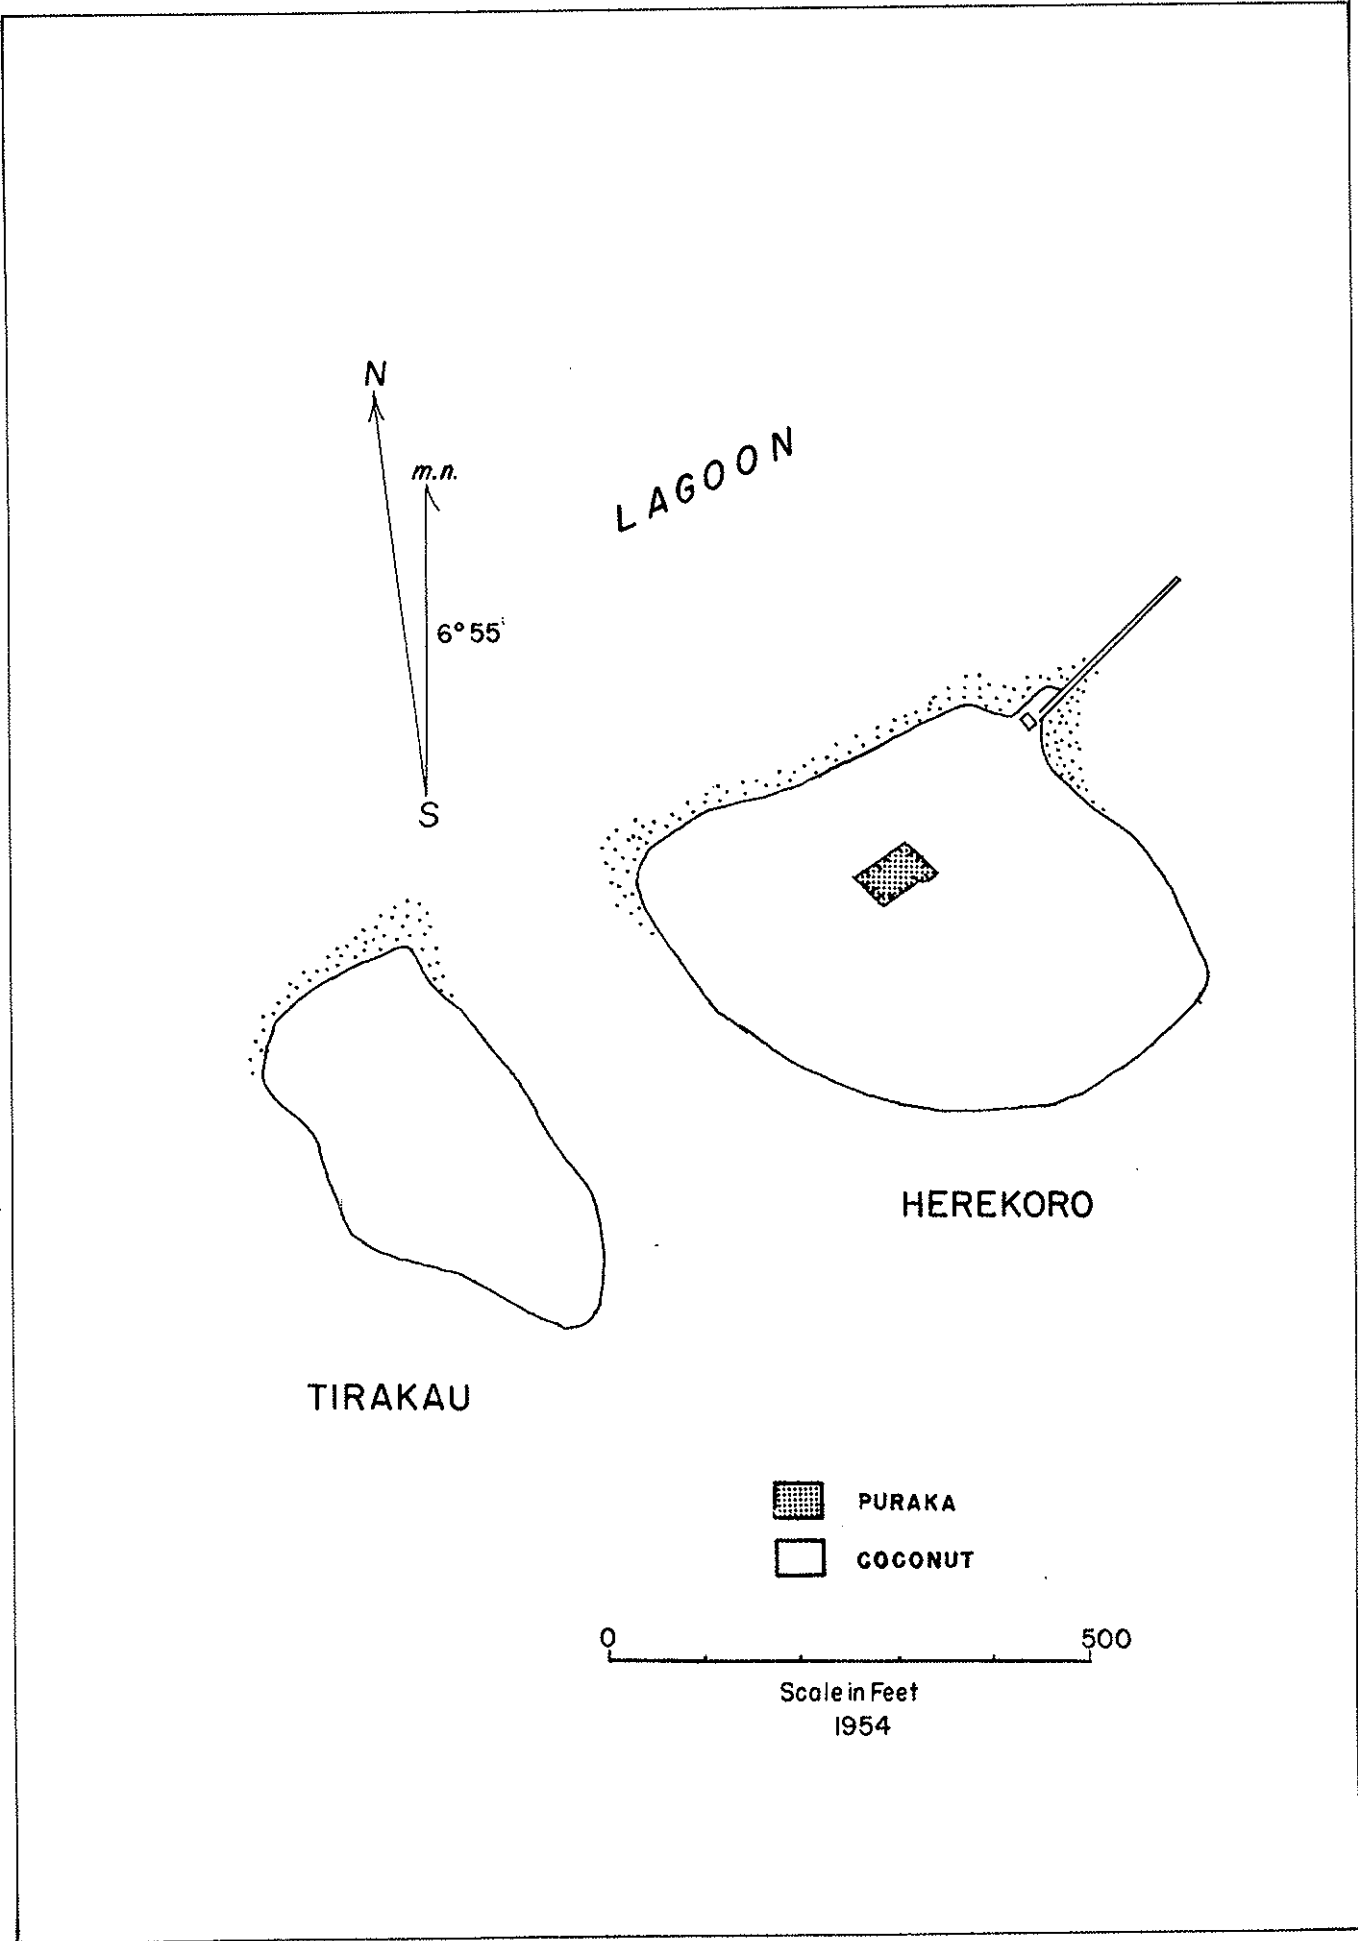 N
m.n.
LAGOON
6° 55'
S
HEREKORO
TIRAKAU
PURAKA
COCONUT
0 500
Scale in Feet
1954